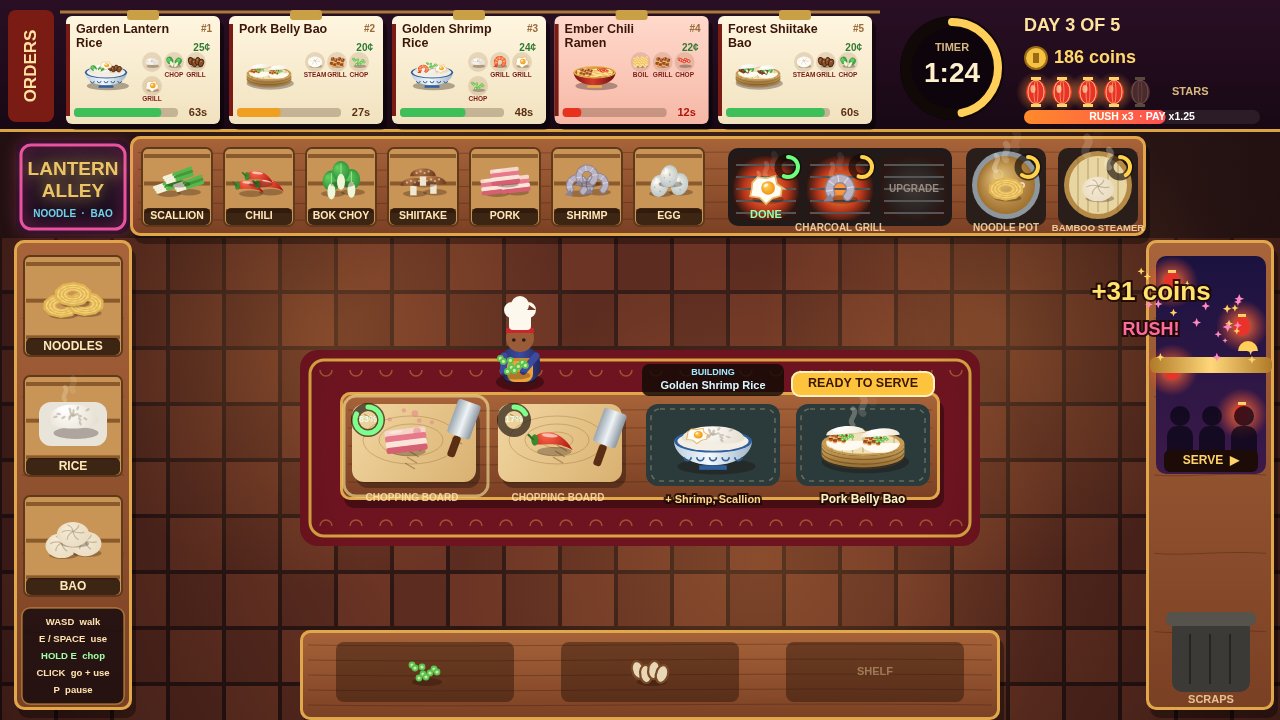 ORDERS
Garden Lantern Rice
#1
25¢
CHOP GRILL
GRILL
63s
Pork Belly Bao
#2
20¢
STEAM GRILL CHOP
27s
Golden Shrimp Rice
#3
25¢
GRILL GRILL
CHOP
48s
Ember Chili Ramen
#4
22¢
BOIL GRILL CHOP
12s
Forest Shiitake Bao
#5
20¢
STEAM GRILL CHOP
60s
TIMER
1:24
DAY 3 OF 5
186 coins
STARS
RUSH x3 · PAY x1.25
LANTERN
ALLEY
NOODLE · BAO
SCALLION
CHILI
BOK CHOY
SHIITAKE
PORK
SHRIMP
EGG
DONE
UPGRADE
CHARCOAL GRILL
NOODLE POT
BAMBOO STEAMER
NOODLES
RICE
BAO
WASD walk
E / SPACE use
HOLD E chop
CLICK go + use
P pause
BUILDING
Golden Shrimp Rice
READY TO SERVE
CHOPPING BOARD
CHOPPING BOARD
+ Shrimp, Scallion
Pork Belly Bao
+31 coins
RUSH!
SERVE ▶
SHELF
SCRAPS